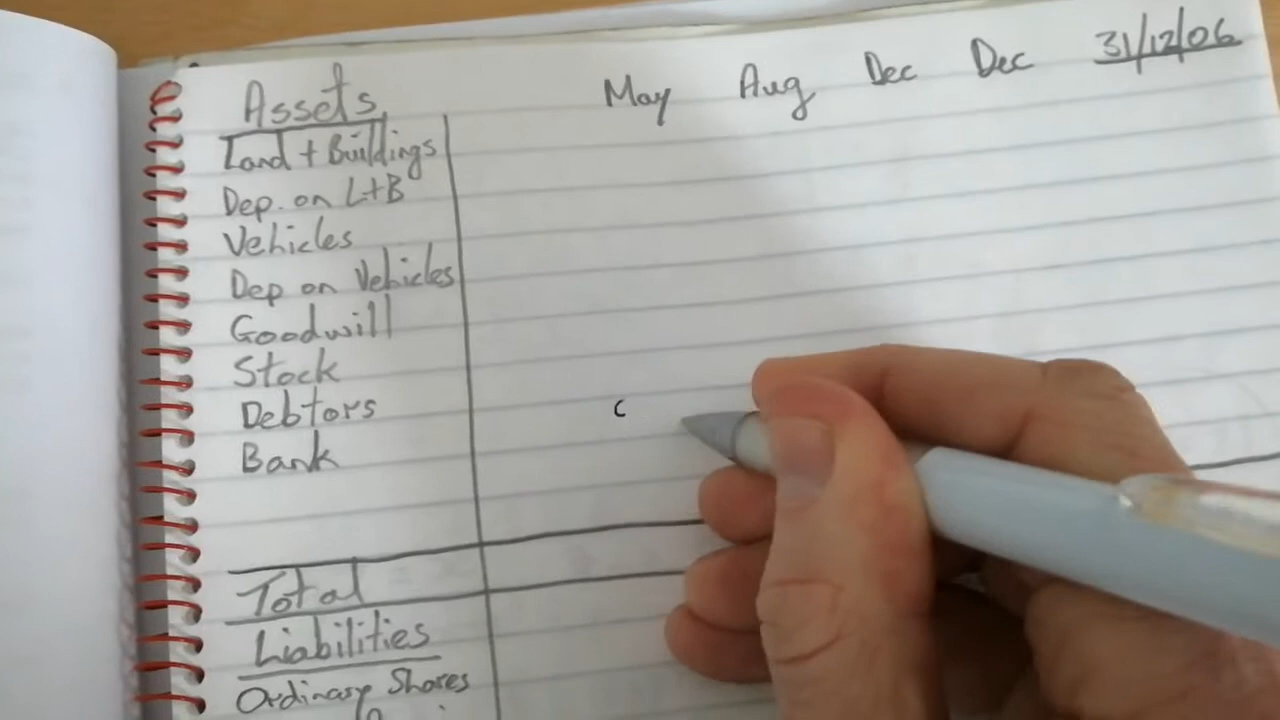 Assets May Aug Dec Dec 31/12/06
Land + Buildings
Dep. on L+B
Vehicles
Dep on Vehicles
Goodwill
Stock
Debtors c
Bank
Total
Liabilities
Ordinary Shares